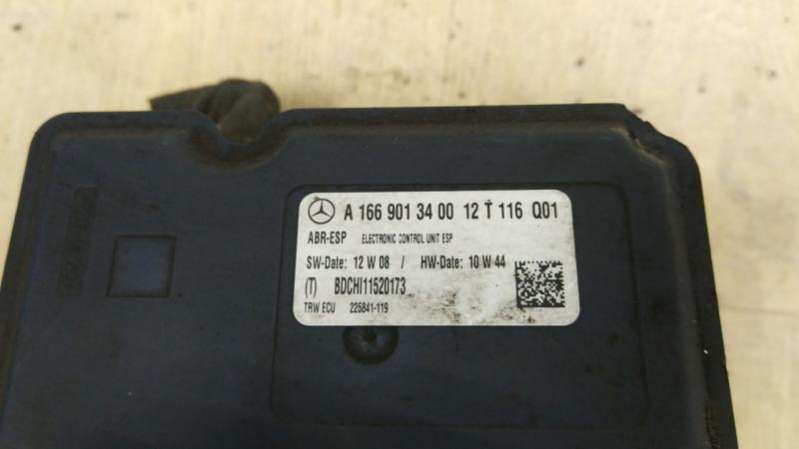 A 166 901 34 00 12 T 116 Q01
ABR-ESP ELECTRONIC CONTROL UNIT ESP
SW-Date: 12 W 08 / HW-Date: 10 W 44
(T) BDCHI11520173
TRW ECU 225841-119